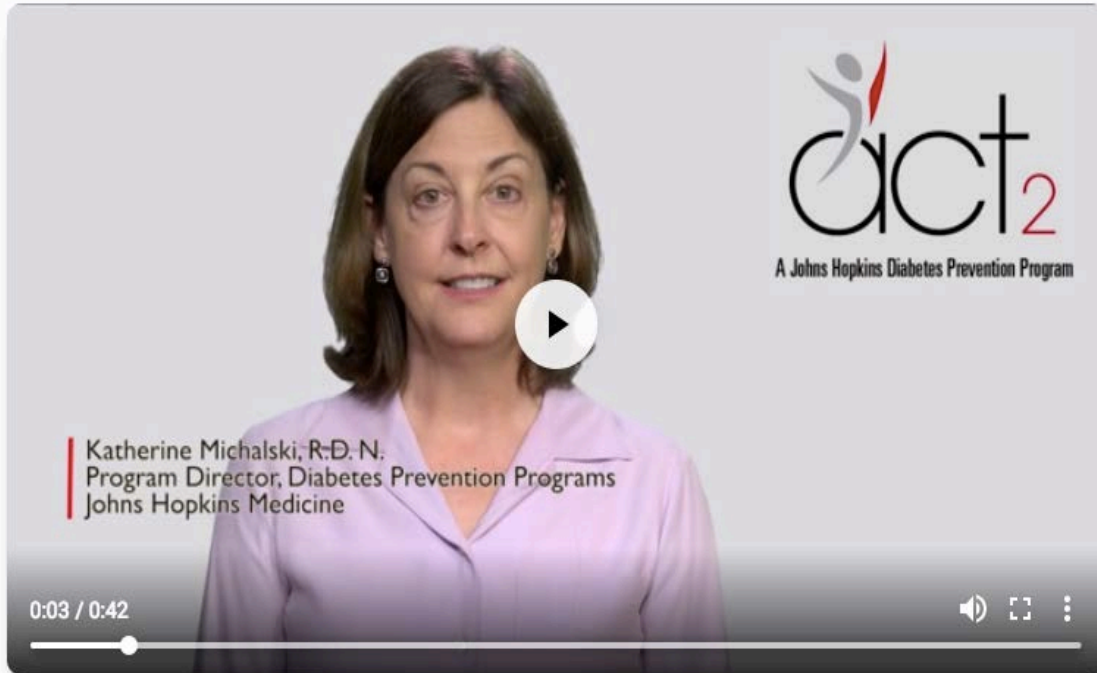 act2
A Johns Hopkins Diabetes Prevention Program
Katherine Michalski, R.D. N.
Program Director, Diabetes Prevention Programs
Johns Hopkins Medicine
0:03 / 0:42